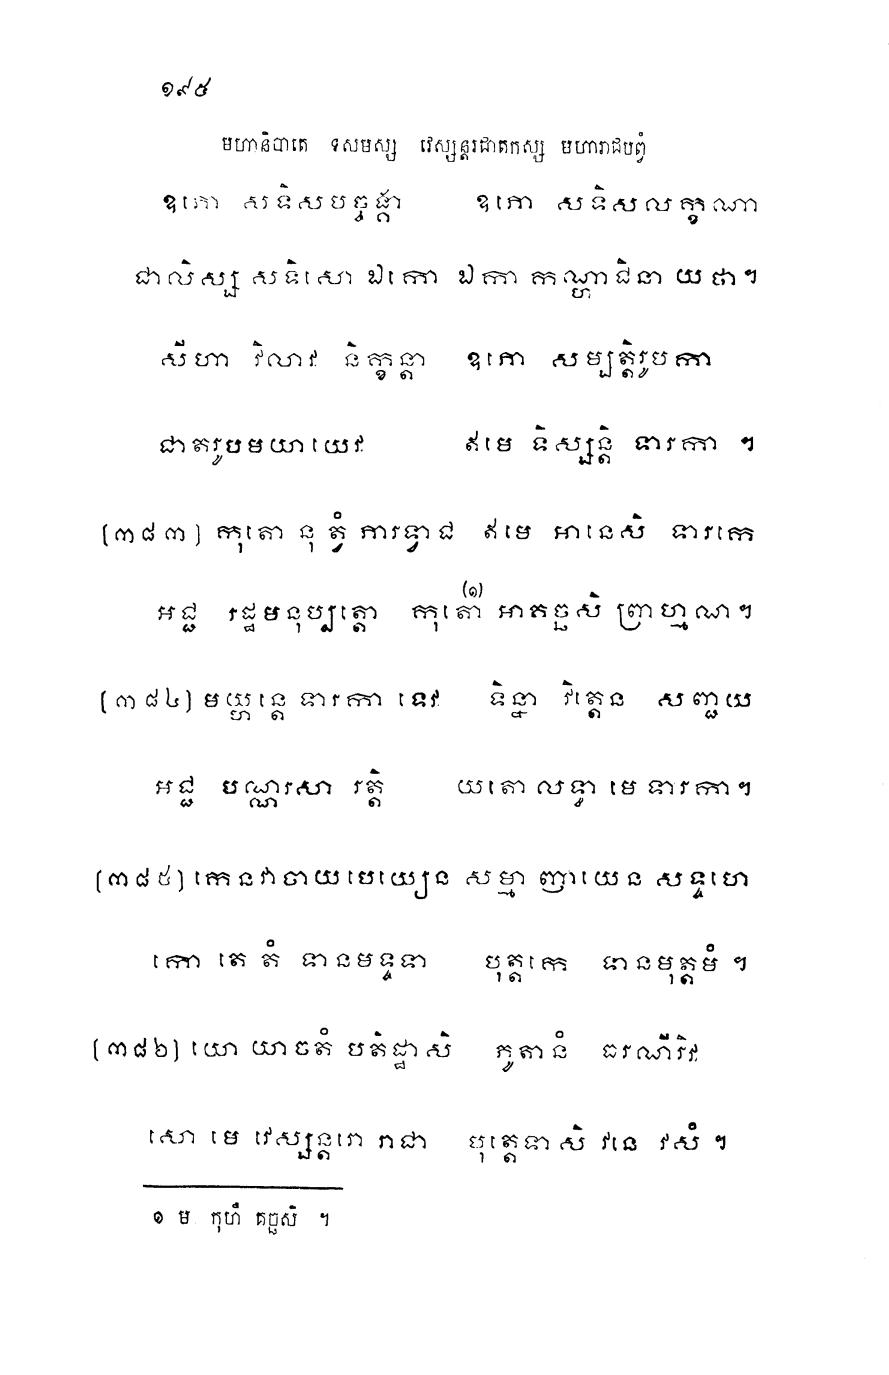 ១៩៥
មហានិបាតេ ទសមស្ស វេស្សន្តរជាតកស្ស មហារាជបព្វំ
ឧភោ សទិសបច្ចង្គា ឧភោ សទិសលក្ខណា
ជាលិស្ស សទិសោ ឯកោ ឯកា កណ្ហាជិនា យថា។
សីហា វិលាវ និក្ខន្តា ឧភោ សម្បត្តិរូបកា
ជាតរូបមយាយេវ ឥមេ ទិស្សន្តិ ទារកា ។
(៣៨៣) កុតោ នុ ត្វំ ភារទ្វាជ ឥមេ អានេសិ ទារកេ
អជ្ជ រដ្ឋមនុប្បត្តោ កុតោ(១) អាគច្ឆសិ ព្រាហ្មណ។
(៣៨៤) មយ្ហន្តេ ទារកា ទេវ ទិន្នា វិត្តេន សញ្ជយ
អជ្ជ បណ្ណរសា រត្តិ យតោ លទ្ធា មេ ទារកា។
(៣៨៥) កេន វាចាយបេយ្យេន សម្មា ញាយេន សទ្ទហេ
កោ តេ តំ ទានមទ្ទទា បុត្តកេ ទានមុត្តមំ ។
(៣៨៦) យោ យាចតំ បតិដ្ឋាសិ ភូតានំ ធរណីរិវ
សោ មេ វេស្សន្តរោ រាជា បុត្តេទាសិ វនេ វសំ ។
១ ម. កុហឹ គច្ឆសិ ។